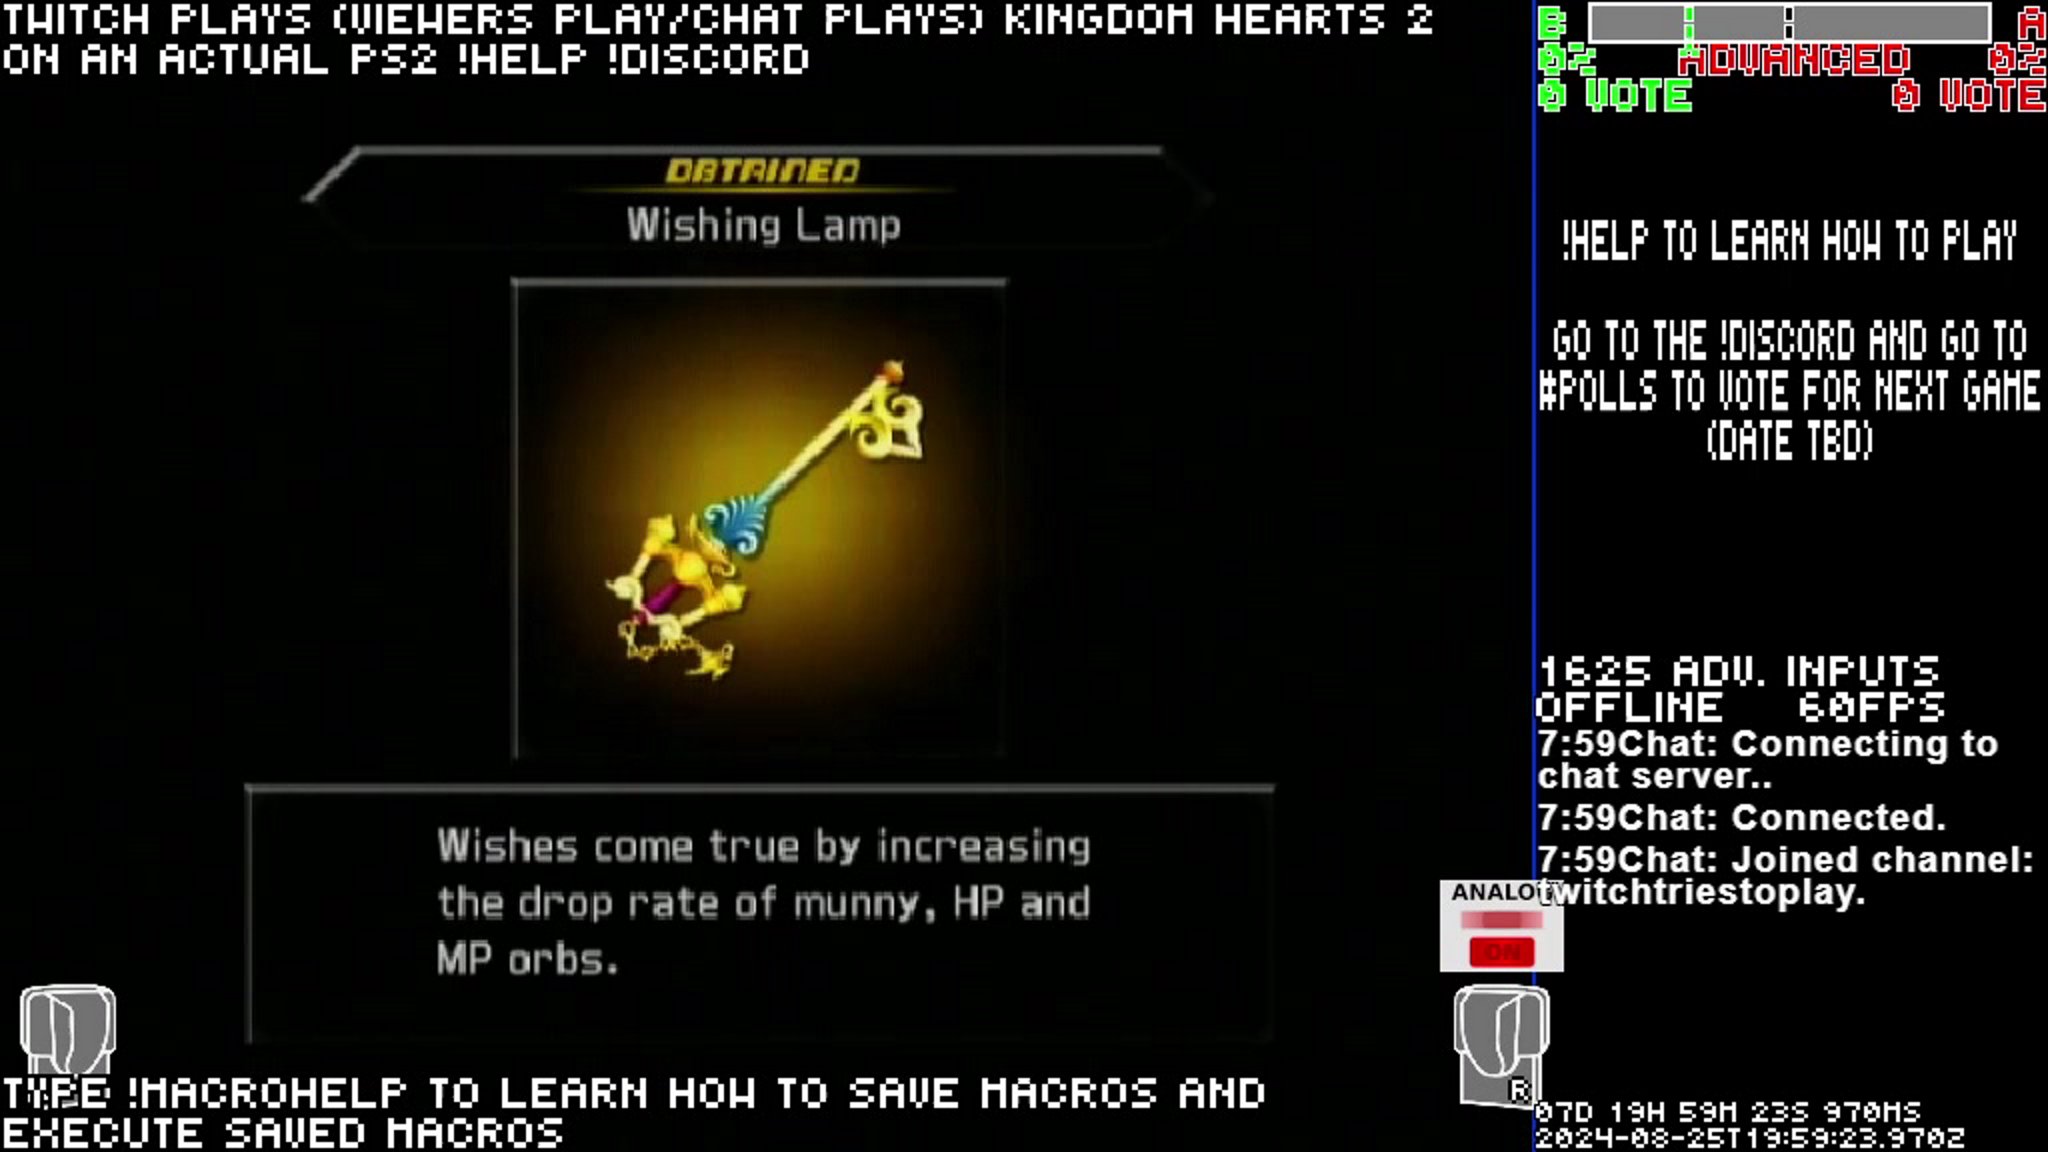 TWITCH PLAYS (VIEWERS PLAY/CHAT PLAYS) KINGDOM HEARTS 2
ON AN ACTUAL PS2 !HELP !DISCORD
B A
0% ADVANCED 0%
0 VOTE 0 VOTE
OBTAINED
Wishing Lamp
!HELP TO LEARN HOW TO PLAY
GO TO THE !DISCORD AND GO TO
#POLLS TO VOTE FOR NEXT GAME
(DATE TBD)
1625 ADV. INPUTS
OFFLINE 60FPS
7:59Chat: Connecting to
chat server..
7:59Chat: Connected.
7:59Chat: Joined channel:
twitchtriestoplay.
Wishes come true by increasing
the drop rate of munny, HP and
MP orbs.
ANALOG
ON
R
TYPE !MACROHELP TO LEARN HOW TO SAVE MACROS AND
EXECUTE SAVED MACROS
07D 19H 59M 23S 970MS
2024-08-25T19:59:23.970Z